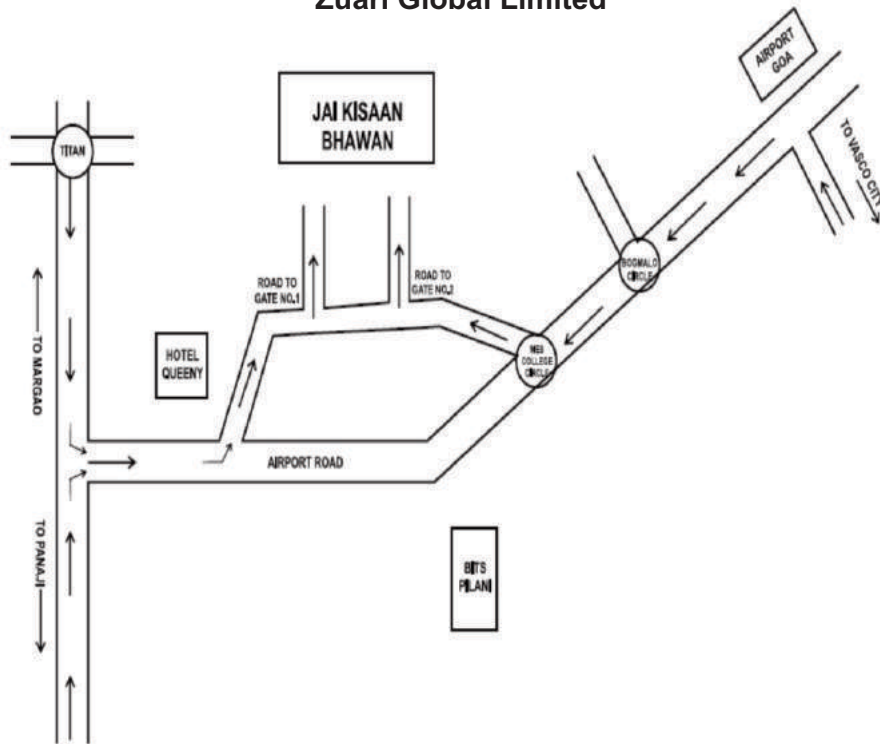 Zuari Global Limited
AIRPORT
GOA
JAI KISAAN
BHAWAN
TITAN
TO VASCO CITY
BOGMALO
CIRCLE
ROAD TO
GATE NO.1
ROAD TO
GATE NO.2
TO MARGAO
HOTEL
QUEENY
MES
COLLEGE
CIRCLE
AIRPORT ROAD
TO PANAJI
BITS
PILANI